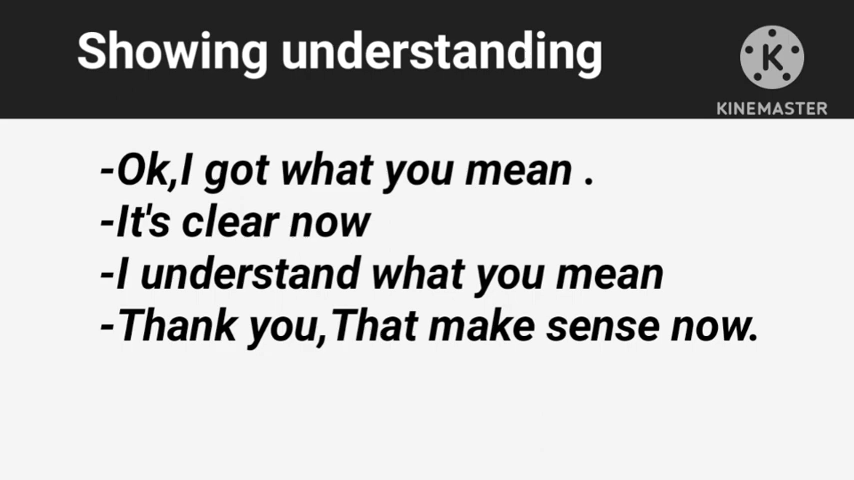 Showing understanding
KINEMASTER
-Ok,I got what you mean .
-It's clear now
-I understand what you mean
-Thank you,That make sense now.